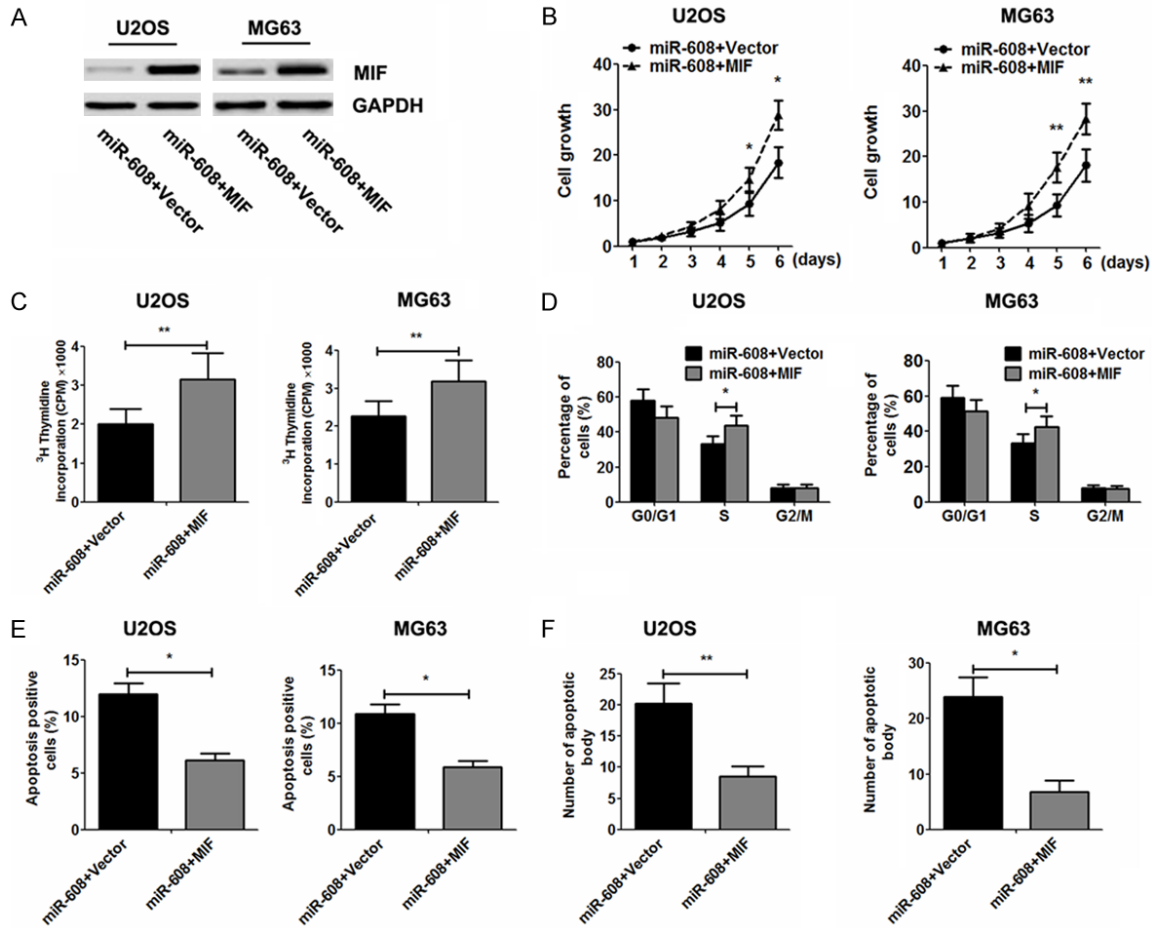 A
U2OS
MG63
MIF
GAPDH
miR-608+Vector
miR-608+MIF
miR-608+Vector
miR-608+MIF
B
U2OS
miR-608+Vector
miR-608+MIF
Cell growth
40
30
20
10
0
*
*
1 2 3 4 5 6 (days)
MG63
miR-608+Vector
miR-608+MIF
Cell growth
40
30
20
10
0
**
**
1 2 3 4 5 6 (days)
C
U2OS
³H Thymidine
Incorporation (CPM) ×1000
4
3
2
1
0
**
miR-608+Vector
miR-608+MIF
MG63
³H Thymidine
Incorporation (CPM) ×1000
4
3
2
1
0
**
miR-608+Vector
miR-608+MIF
D
U2OS
miR-608+Vector
miR-608+MIF
Percentage of
cells (%)
80
60
40
20
0
*
G0/G1 S G2/M
MG63
miR-608+Vector
miR-608+MIF
Percentage of
cells (%)
80
60
40
20
0
*
G0/G1 S G2/M
E
U2OS
Apoptosis positive
cells (%)
15
10
5
0
*
miR-608+Vector
miR-608+MIF
MG63
Apoptosis positive
cells (%)
15
10
5
0
*
miR-608+Vector
miR-608+MIF
F
U2OS
Number of apoptotic
body
25
20
15
10
5
0
**
miR-608+Vector
miR-608+MIF
MG63
Number of apoptotic
body
30
20
10
0
*
miR-608+Vector
miR-608+MIF